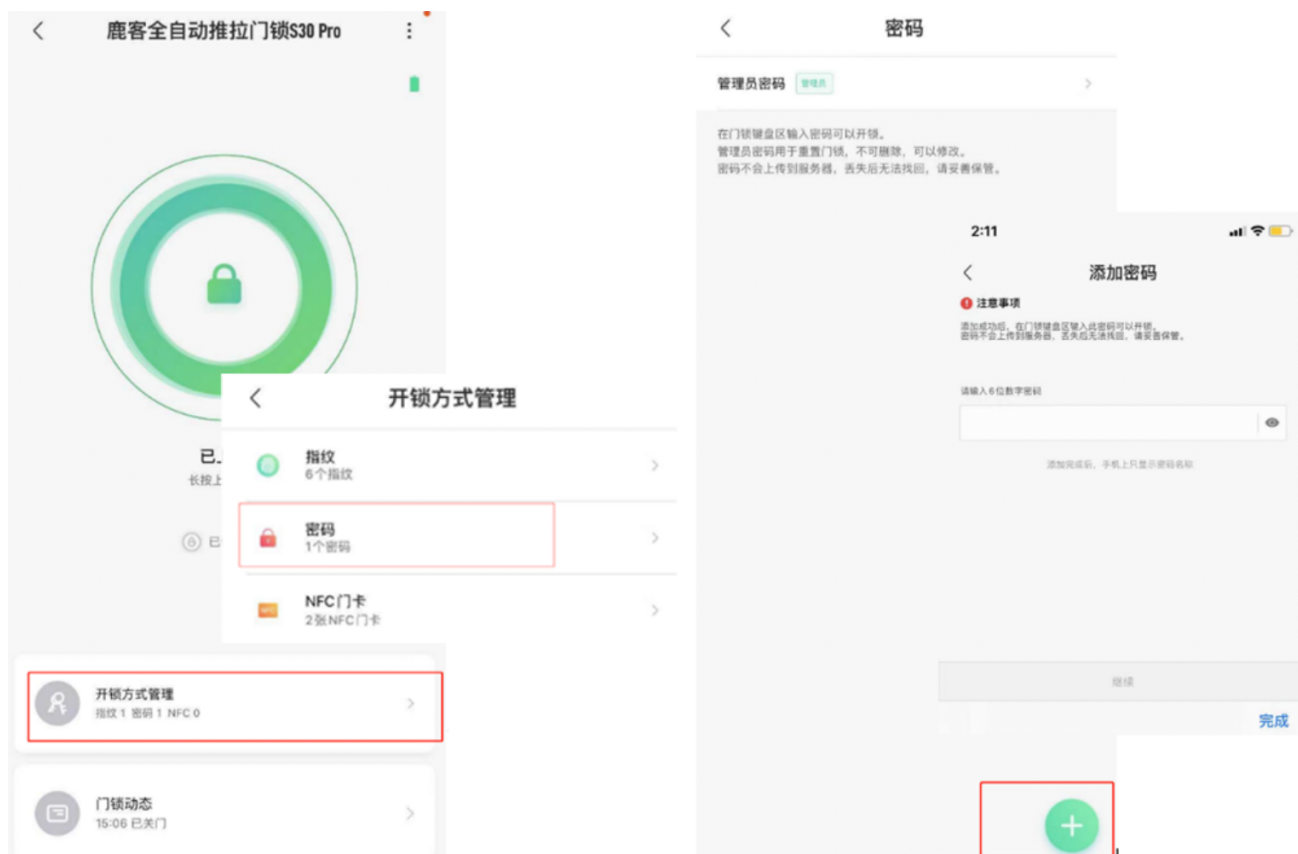 鹿客全自动推拉门锁S30 Pro
已
长按上
已
开锁方式管理
指纹
6个指纹
密码
1个密码
NFC门卡
2张NFC门卡
开锁方式管理
指纹 1 密码 1 NFC 0
门锁动态
15:06 已关门
密码
管理员密码 管理员
在门锁键盘区输入密码可以开锁。
管理员密码用于重置门锁，不可删除，可以修改。
密码不会上传到服务器，丢失后无法找回，请妥善保管。
2:11
添加密码
注意事项
添加成功后，在门锁键盘区输入此密码可以开锁。
密码不会上传到服务器，丢失后无法找回，请妥善保管。
请输入6位数字密码
添加完成后，手机上只显示密码名称
继续
完成